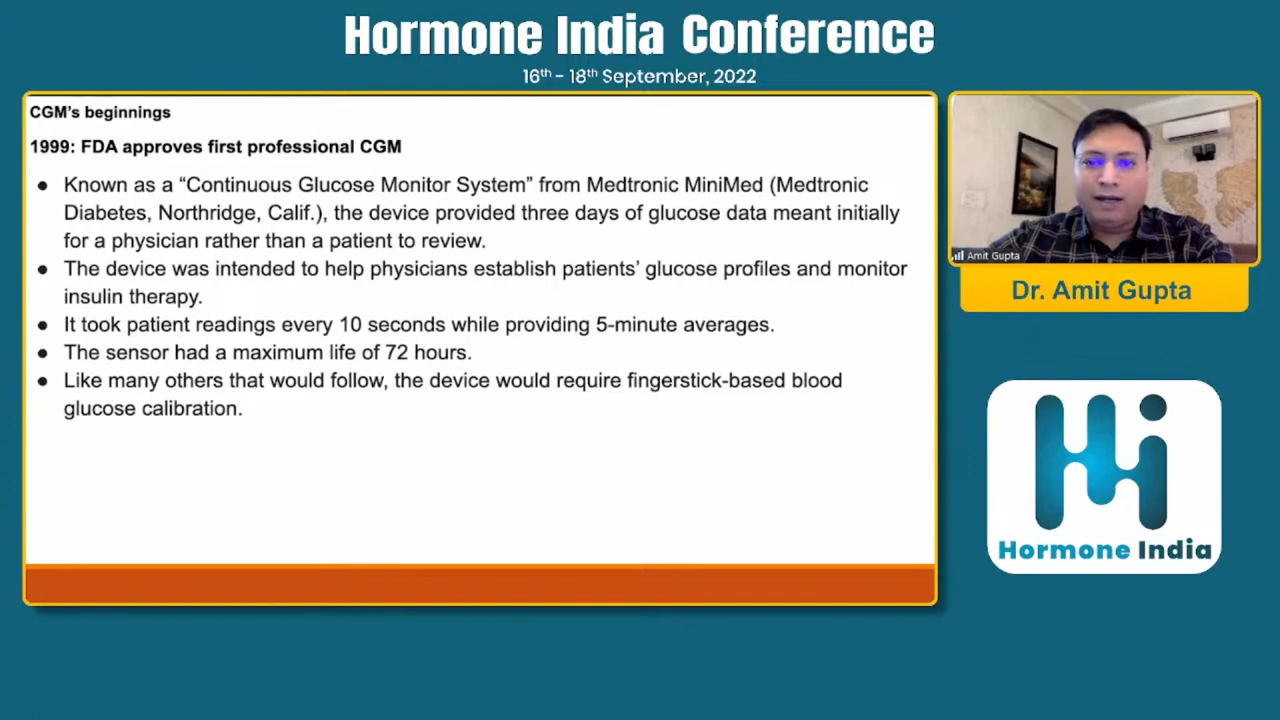 Hormone India Conference
16th - 18th September, 2022
CGM's beginnings
1999: FDA approves first professional CGM
● Known as a “Continuous Glucose Monitor System” from Medtronic MiniMed (Medtronic
Diabetes, Northridge, Calif.), the device provided three days of glucose data meant initially
for a physician rather than a patient to review.
● The device was intended to help physicians establish patients’ glucose profiles and monitor
insulin therapy.
● It took patient readings every 10 seconds while providing 5-minute averages.
● The sensor had a maximum life of 72 hours.
● Like many others that would follow, the device would require fingerstick-based blood
glucose calibration.
Amit Gupta
Dr. Amit Gupta
Hi
Hormone India